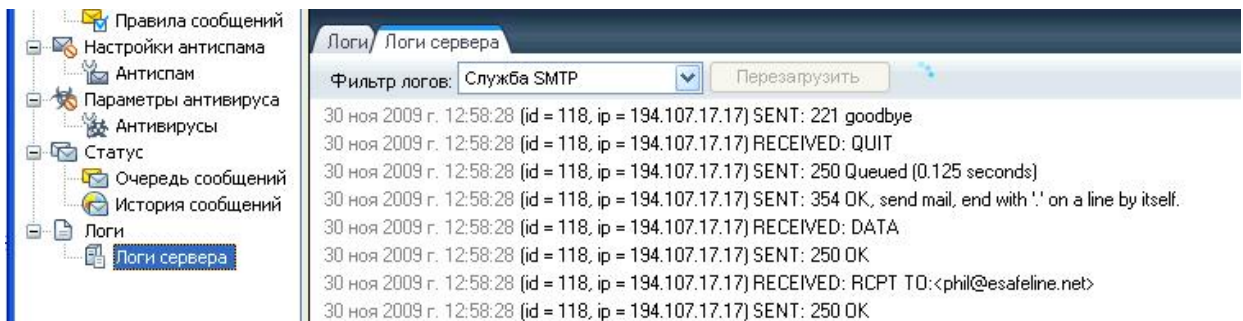 Правила сообщений
Настройки антиспама
Антиспам
Параметры антивируса
Антивирусы
Статус
Очередь сообщений
История сообщений
Логи
Логи сервера
Логи
Логи сервера
Фильтр логов: Служба SMTP Перезагрузить
30 ноя 2009 г. 12:58:28 (id = 118, ip = 194.107.17.17) SENT: 221 goodbye
30 ноя 2009 г. 12:58:28 (id = 118, ip = 194.107.17.17) RECEIVED: QUIT
30 ноя 2009 г. 12:58:28 (id = 118, ip = 194.107.17.17) SENT: 250 Queued (0.125 seconds)
30 ноя 2009 г. 12:58:28 (id = 118, ip = 194.107.17.17) SENT: 354 OK, send mail, end with '.' on a line by itself.
30 ноя 2009 г. 12:58:28 (id = 118, ip = 194.107.17.17) RECEIVED: DATA
30 ноя 2009 г. 12:58:28 (id = 118, ip = 194.107.17.17) SENT: 250 OK
30 ноя 2009 г. 12:58:28 (id = 118, ip = 194.107.17.17) RECEIVED: RCPT TO:<phil@esafeline.net>
30 ноя 2009 г. 12:58:28 (id = 118, ip = 194.107.17.17) SENT: 250 OK